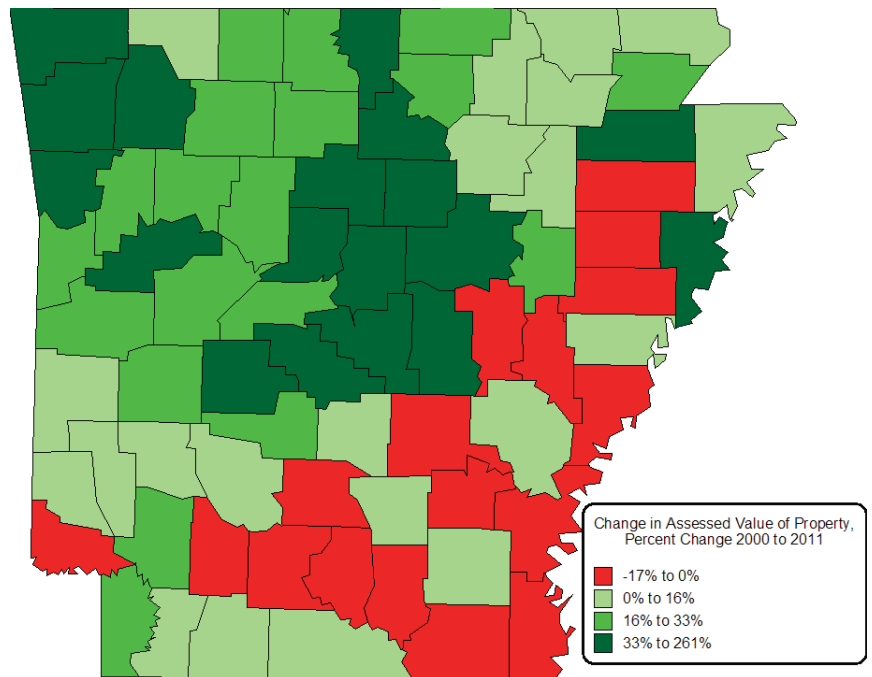 Change in Assessed Value of Property,
Percent Change 2000 to 2011
-17% to 0%
0% to 16%
16% to 33%
33% to 261%